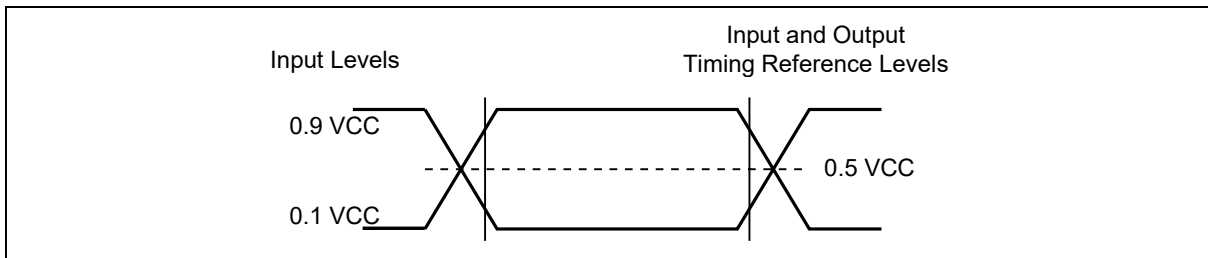 Input Levels
Input and Output
Timing Reference Levels
0.9 VCC
0.5 VCC
0.1 VCC